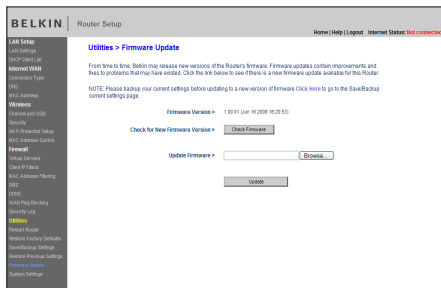 BELKIN
Router Setup
Home | Help | Logout Internet Status: Not connected
LAN Setup
LAN Settings
DHCP Client List
Internet WAN
Connection Type
DNS
MAC Address
Wireless
Channel and SSID
Security
Wi-Fi Protected Setup
MAC Address Control
Firewall
Virtual Servers
Client IP Filters
MAC Address Filtering
DMZ
DDNS
WAN Ping Blocking
Security Log
Utilities
Restart Router
Restore Factory Defaults
Save/Backup Settings
Restore Previous Settings
Firmware Update
System Settings
Utilities > Firmware Update
From time to time, Belkin may release new versions of the Router's firmware. Firmware updates contain improvements and
fixes to problems that may have existed. Click the link below to see if there is a new firmware update available for this Router.
NOTE: Please backup your current settings before updating to a new version of firmware.Click Here to go to the Save/Backup
current settings page.
Firmware Version > 1.00.01 (Jun 16 2008 16:20:53)
Check for New Firmware Version > Check Firmware
Update Firmware > Browse...
Update